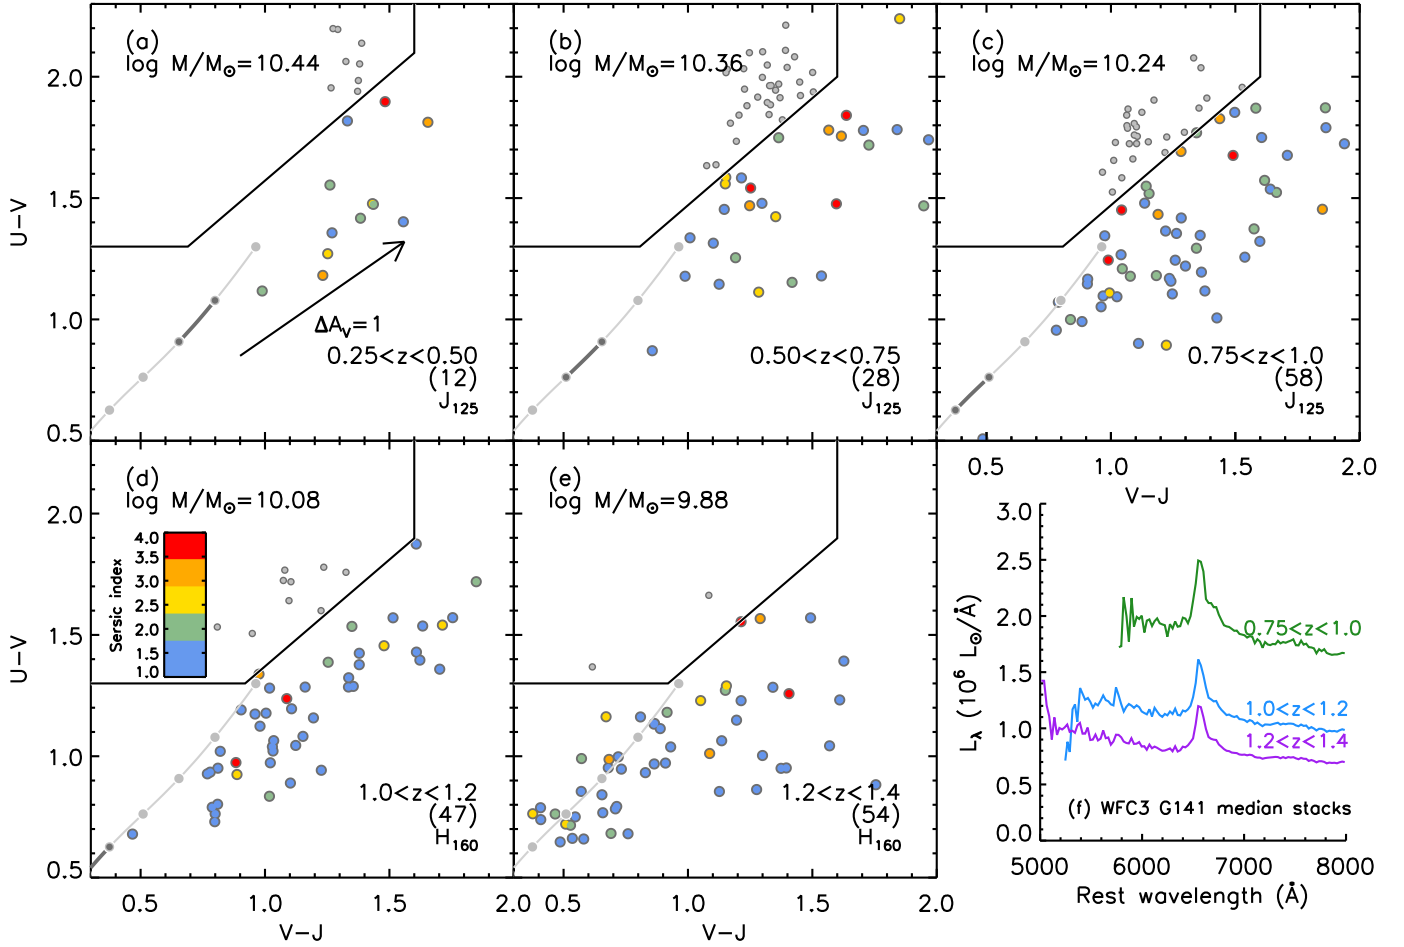 (a)
log M/M⊙=10.44
ΔAV=1
0.25<z<0.50
(12)
J125
(b)
log M/M⊙=10.36
0.50<z<0.75
(28)
J125
(c)
log M/M⊙=10.24
0.75<z<1.0
(58)
J125
U-V
2.0
1.5
1.0
0.5
0.5 1.0 1.5 2.0
V-J
(d)
log M/M⊙=10.08
Sersic index
4.0
3.5
3.0
2.5
2.0
1.5
1.0
1.0<z<1.2
(47)
H160
(e)
log M/M⊙=9.88
1.2<z<1.4
(54)
H160
U-V
2.0
1.5
1.0
0.5
0.5 1.0 1.5 2.0 0.5 1.0 1.5 2.0
V-J V-J
Lλ (10⁶ L⊙/Å)
3.0
2.5
2.0
1.5
1.0
0.5
0.0
0.75<z<1.0
1.0<z<1.2
1.2<z<1.4
(f) WFC3 G141 median stacks
5000 6000 7000 8000
Rest wavelength (Å)